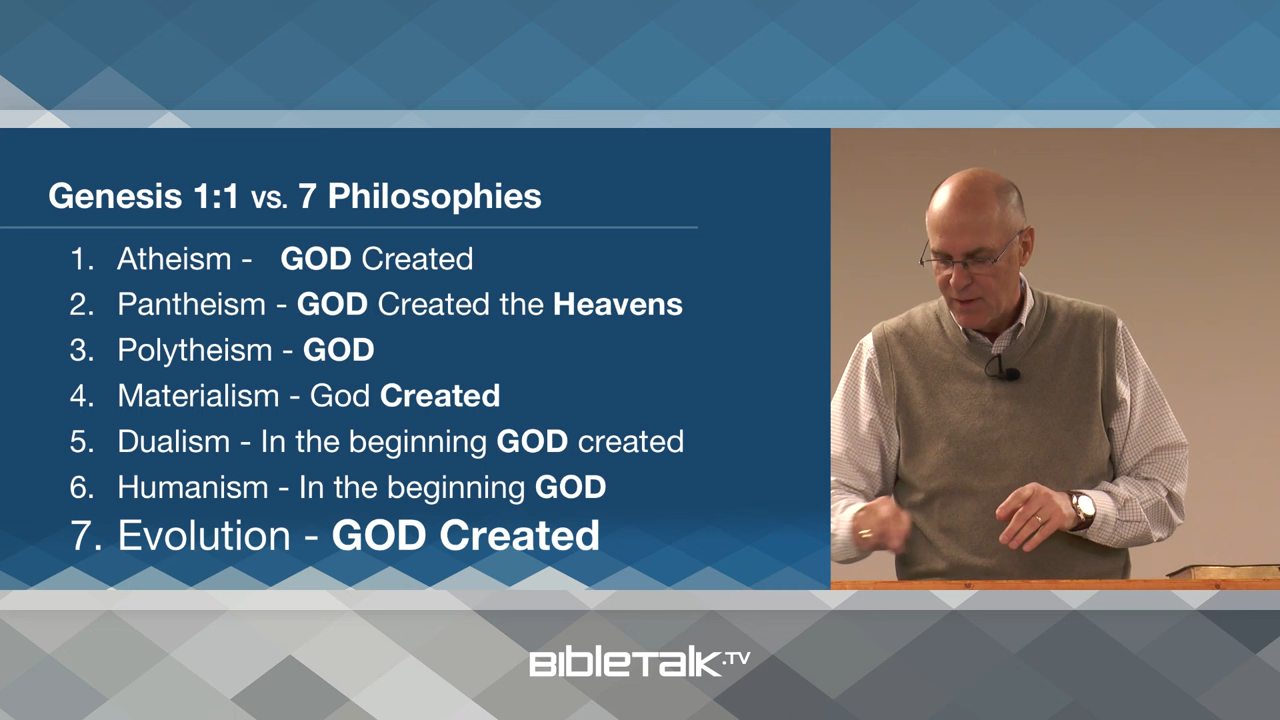 Genesis 1:1 vs. 7 Philosophies
1. Atheism - GOD Created
2. Pantheism - GOD Created the Heavens
3. Polytheism - GOD
4. Materialism - God Created
5. Dualism - In the beginning GOD created
6. Humanism - In the beginning GOD
7. Evolution - GOD Created
BIBLETALK.TV